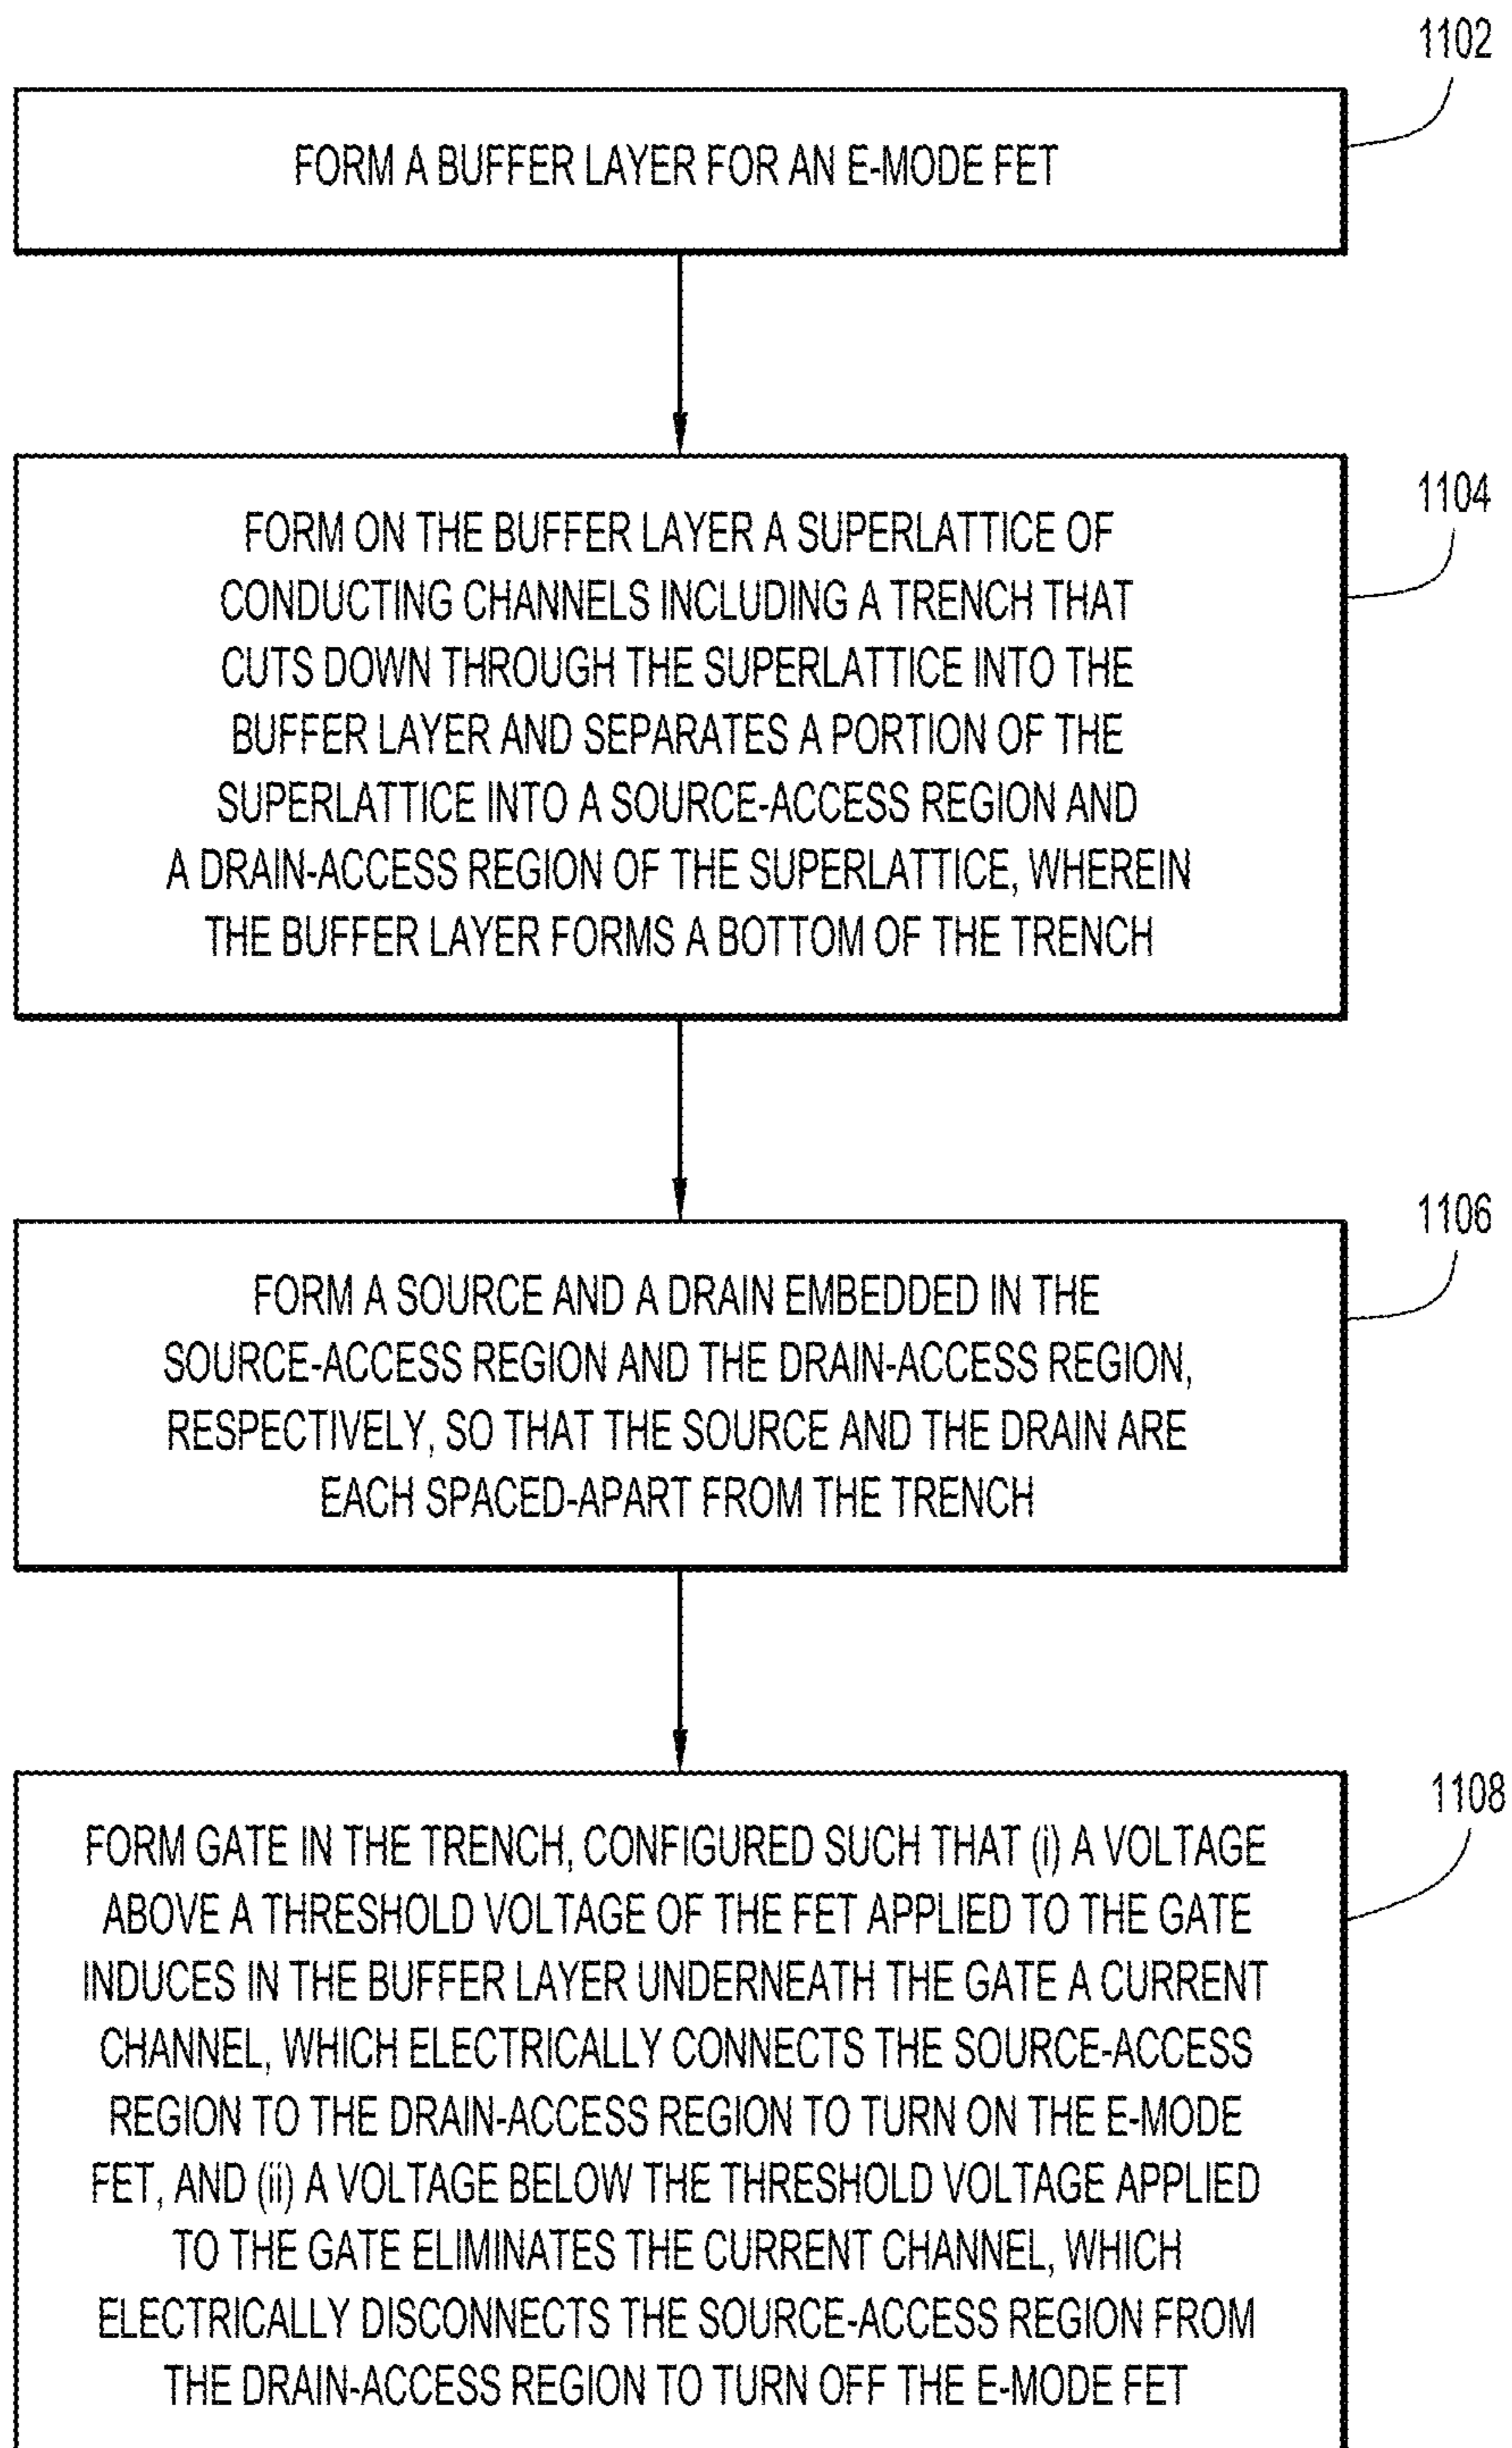 1102
FORM A BUFFER LAYER FOR AN E-MODE FET
1104
FORM ON THE BUFFER LAYER A SUPERLATTICE OF
CONDUCTING CHANNELS INCLUDING A TRENCH THAT
CUTS DOWN THROUGH THE SUPERLATTICE INTO THE
BUFFER LAYER AND SEPARATES A PORTION OF THE
SUPERLATTICE INTO A SOURCE-ACCESS REGION AND
A DRAIN-ACCESS REGION OF THE SUPERLATTICE, WHEREIN
THE BUFFER LAYER FORMS A BOTTOM OF THE TRENCH
1106
FORM A SOURCE AND A DRAIN EMBEDDED IN THE
SOURCE-ACCESS REGION AND THE DRAIN-ACCESS REGION,
RESPECTIVELY, SO THAT THE SOURCE AND THE DRAIN ARE
EACH SPACED-APART FROM THE TRENCH
1108
FORM GATE IN THE TRENCH, CONFIGURED SUCH THAT (i) A VOLTAGE
ABOVE A THRESHOLD VOLTAGE OF THE FET APPLIED TO THE GATE
INDUCES IN THE BUFFER LAYER UNDERNEATH THE GATE A CURRENT
CHANNEL, WHICH ELECTRICALLY CONNECTS THE SOURCE-ACCESS
REGION TO THE DRAIN-ACCESS REGION TO TURN ON THE E-MODE
FET, AND (ii) A VOLTAGE BELOW THE THRESHOLD VOLTAGE APPLIED
TO THE GATE ELIMINATES THE CURRENT CHANNEL, WHICH
ELECTRICALLY DISCONNECTS THE SOURCE-ACCESS REGION FROM
THE DRAIN-ACCESS REGION TO TURN OFF THE E-MODE FET